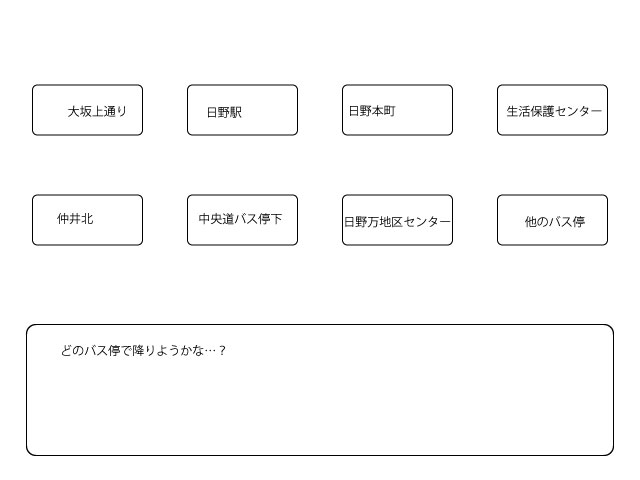 大坂上通り
日野駅
日野本町
生活保護センター
仲井北
中央道バス停下
日野万地区センター
他のバス停
どのバス停で降りようかな…？